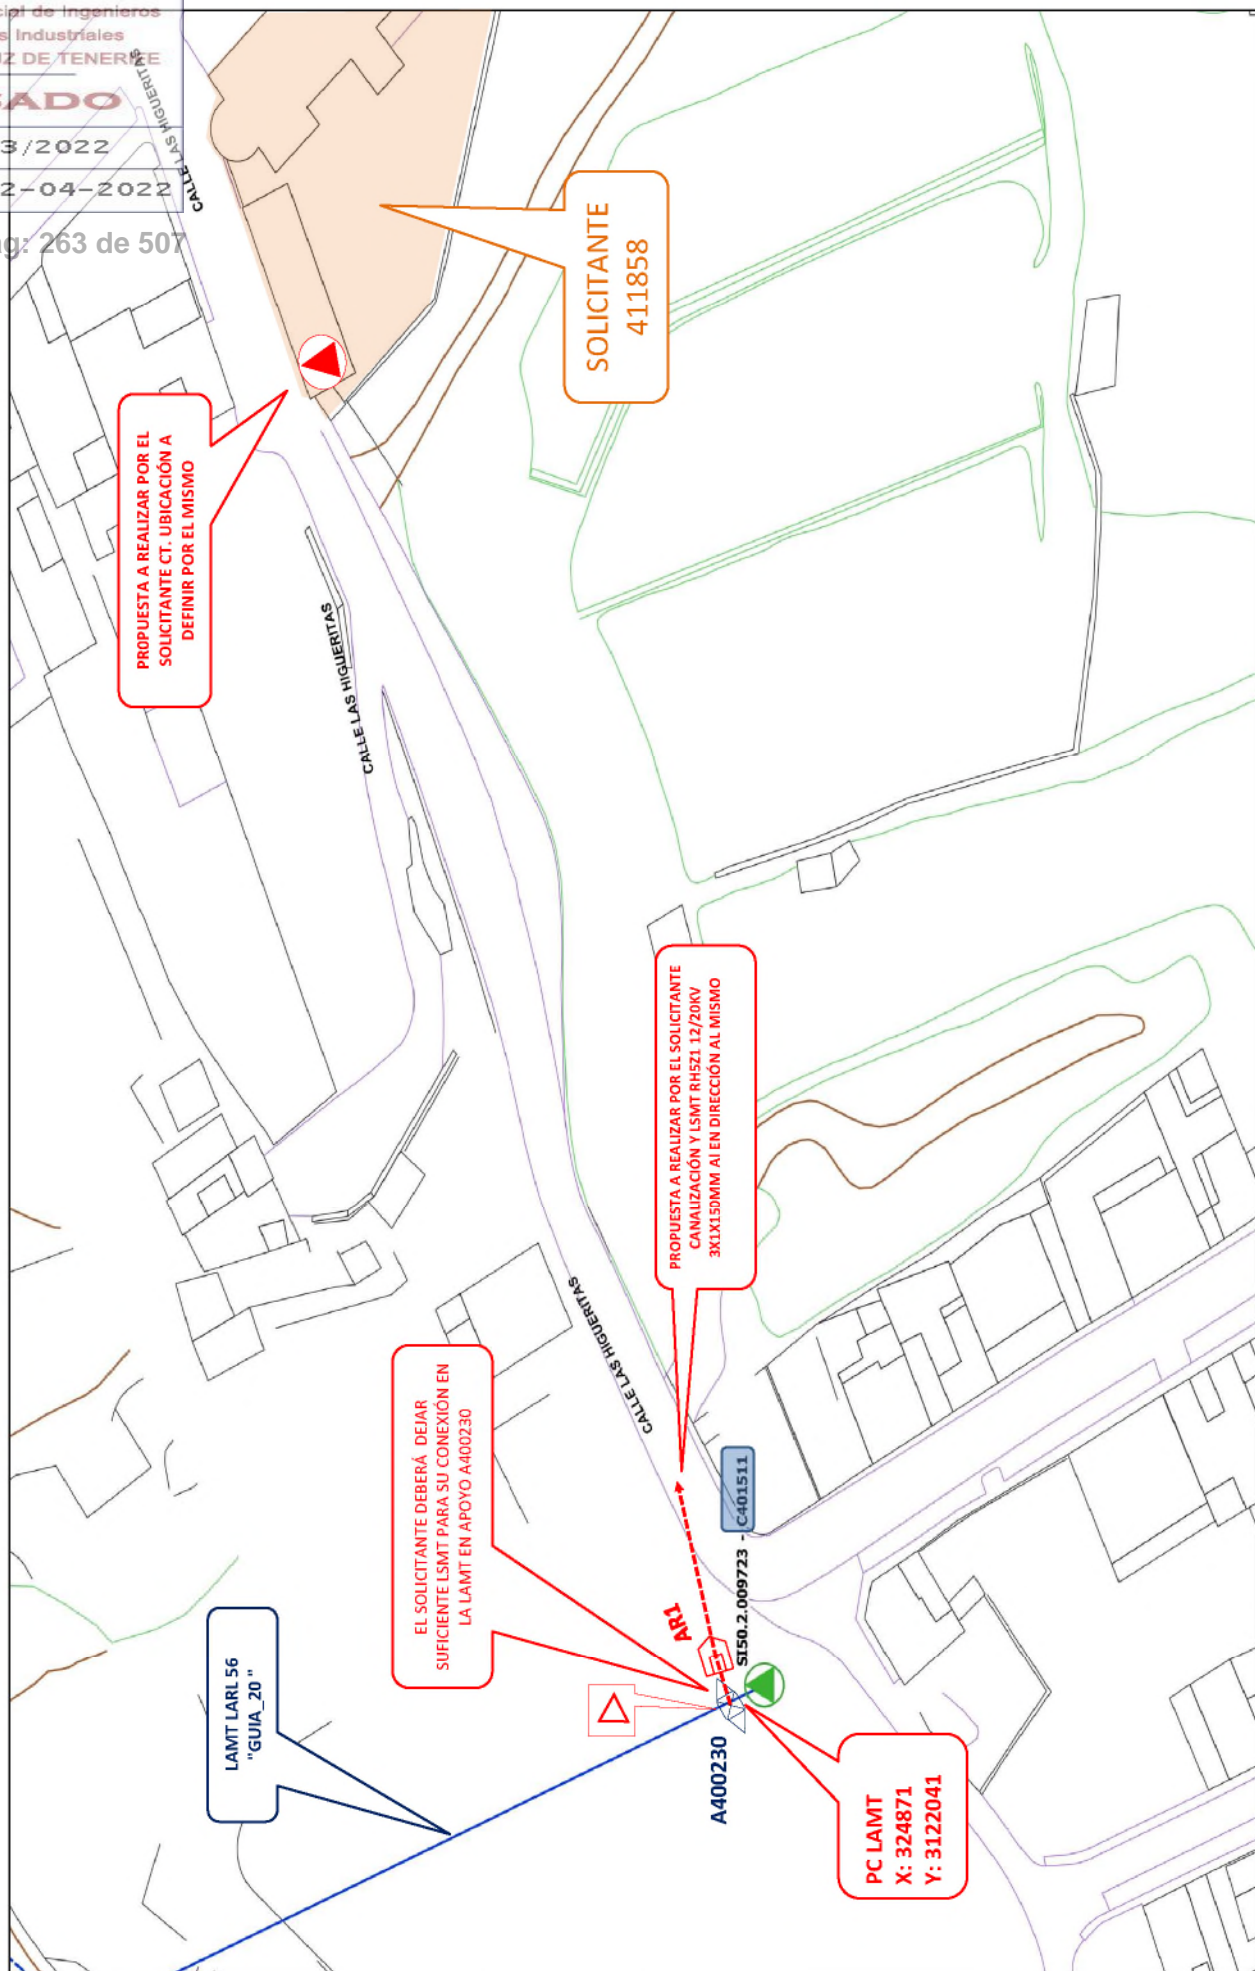 cial de Ingenieros
s Industriales
Z DE TENERIFE
SADO
3/2022
2-04-2022
g: 263 de 507
CALLE LAS HIGUERITAS
SOLICITANTE
411858
PROPUESTA A REALIZAR POR EL
SOLICITANTE CT. UBICACIÓN A
DEFINIR POR EL MISMO
CALLE LAS HIGUERITAS
PROPUESTA A REALIZAR POR EL SOLICITANTE
CANALIZACIÓN Y LSMT RH5Z1 12/20KV
3X1X150MM Al EN DIRECCIÓN AL MISMO
CALLE LAS HIGUERITAS
EL SOLICITANTE DEBERÁ DEJAR
SUFICIENTE LSMT PARA SU CONEXIÓN EN
LA LAMT EN APOYO A400230
AR1
SI50.2.009723 - C401511
LAMT LARL 56
"GUIA_20 "
A400230
PC LAMT
X: 324871
Y: 3122041